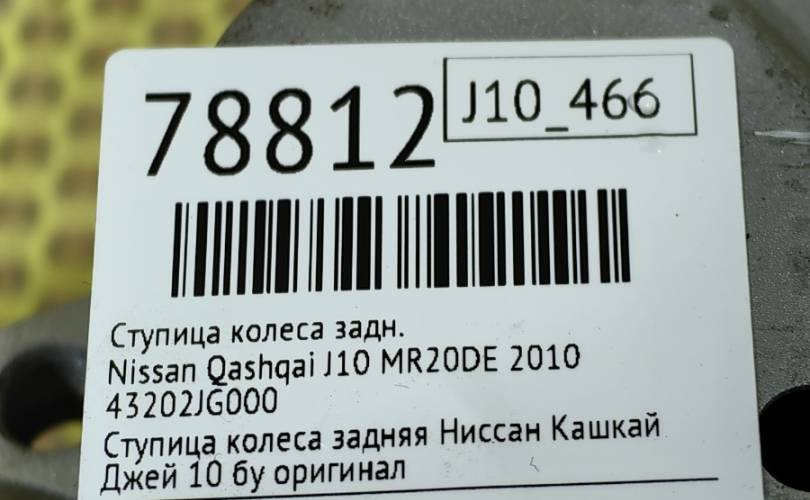 78812
J10_466
Ступица колеса задн.
Nissan Qashqai J10 MR20DE 2010
43202JG000
Ступица колеса задняя Ниссан Кашкай
Джей 10 бу оригинал